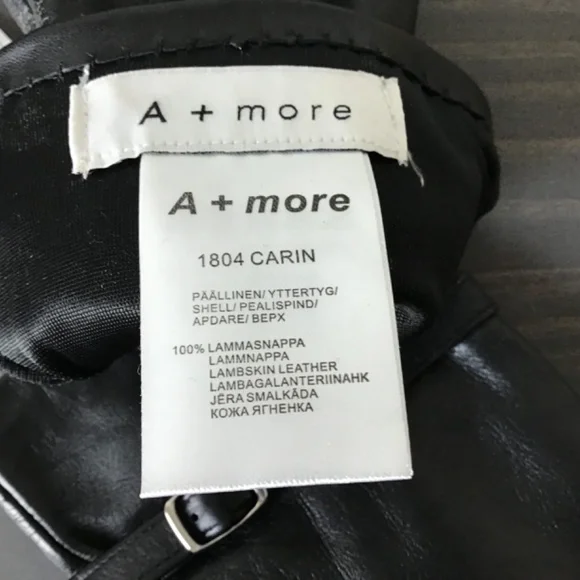 A + more
A + more
1804 CARIN
PÄÄLLINEN/ YTTERTYG/
SHELL/ PEALISPIND/
APDARE/ ВЕРХ
100% LAMMASNAPPA
LAMMNAPPA
LAMBSKIN LEATHER
LAMBAGALANTERIINAHK
JĒRA SMALKĀDA
КОЖА ЯГНЕНКА